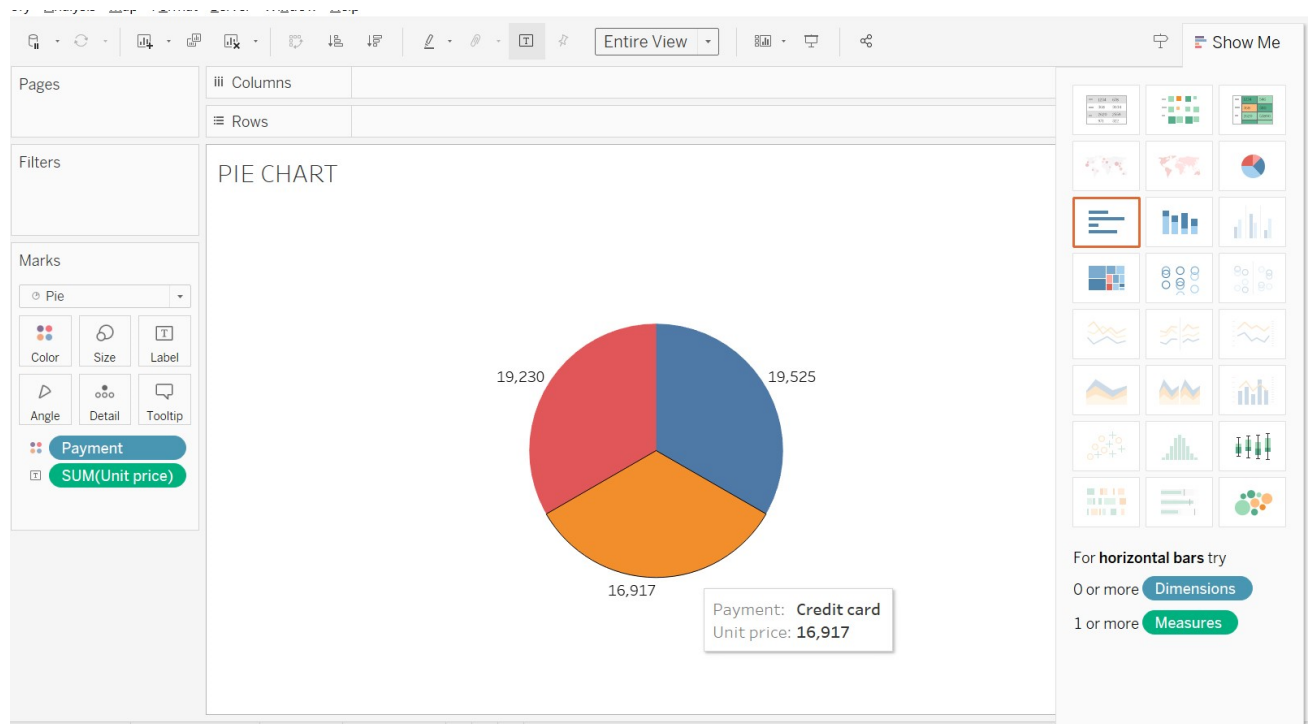 Entire View
Show Me
Pages
Columns
Rows
Filters
PIE CHART
Marks
Pie
Color Size Label
Angle Detail Tooltip
Payment
SUM(Unit price)
19,230
19,525
16,917
Payment: Credit card
Unit price: 16,917
For horizontal bars try
0 or more Dimensions
1 or more Measures